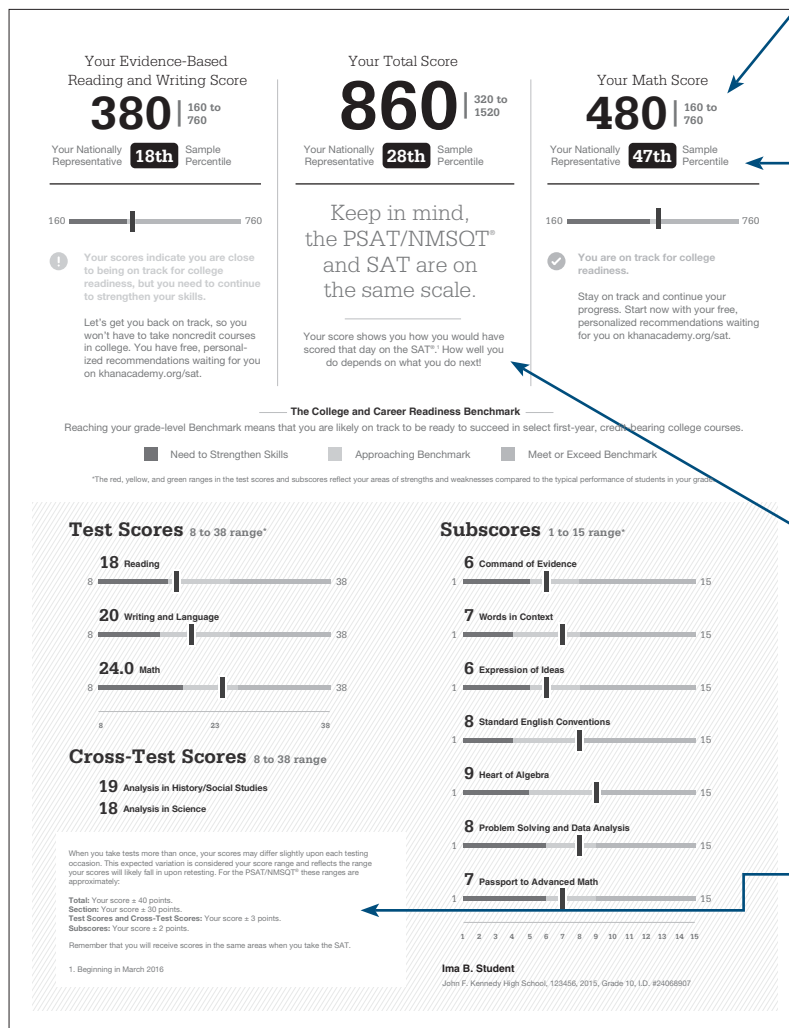 Your Evidence-Based
Reading and Writing Score
380
160 to
760
Your Nationally
Representative
18th
Sample
Percentile
160
760
Your scores indicate you are close
to being on track for college
readiness, but you need to continue
to strengthen your skills.
Let's get you back on track, so you
won't have to take noncredit courses
in college. You have free, personal-
ized recommendations waiting for you
on khanacademy.org/sat.
Your Total Score
860
320 to
1520
Your Nationally
Representative
28th
Sample
Percentile
Keep in mind,
the PSAT/NMSQT®
and SAT are on
the same scale.
Your score shows you how you would have
scored that day on the SAT®.¹ How well you
do depends on what you do next!
Your Math Score
480
160 to
760
Your Nationally
Representative
47th
Sample
Percentile
160
760
You are on track for college
readiness.
Stay on track and continue your
progress. Start now with your free,
personalized recommendations waiting
for you on khanacademy.org/sat.
The College and Career Readiness Benchmark
Reaching your grade-level Benchmark means that you are likely on track to be ready to succeed in select first-year, credit-bearing college courses.
Need to Strengthen Skills
Approaching Benchmark
Meet or Exceed Benchmark
*The red, yellow, and green ranges in the test scores and subscores reflect your areas of strengths and weaknesses compared to the typical performance of students in your grade.
Test Scores 8 to 38 range*
18 Reading
8
38
20 Writing and Language
8
38
24.0 Math
8
38
8 23 38
Cross-Test Scores 8 to 38 range
19 Analysis in History/Social Studies
18 Analysis in Science
When you take tests more than once, your scores may differ slightly upon each testing
occasion. This expected variation is considered your score range and reflects the range
your scores will likely fall in upon retesting. For the PSAT/NMSQT® these ranges are
approximately:
Total: Your score ± 40 points.
Section: Your score ± 30 points.
Test Scores and Cross-Test Scores: Your score ± 3 points.
Subscores: Your score ± 2 points.
Remember that you will receive scores in the same areas when you take the SAT.
1. Beginning in March 2016
Subscores 1 to 15 range*
6 Command of Evidence
1
15
7 Words in Context
1
15
6 Expression of Ideas
1
15
8 Standard English Conventions
1
15
9 Heart of Algebra
1
15
8 Problem Solving and Data Analysis
1
15
7 Passport to Advanced Math
1
15
1 2 3 4 5 6 7 8 9 10 11 12 13 14 15
Ima B. Student
John F. Kennedy High School, 123456, 2015, Grade 10, I.D. #24068907